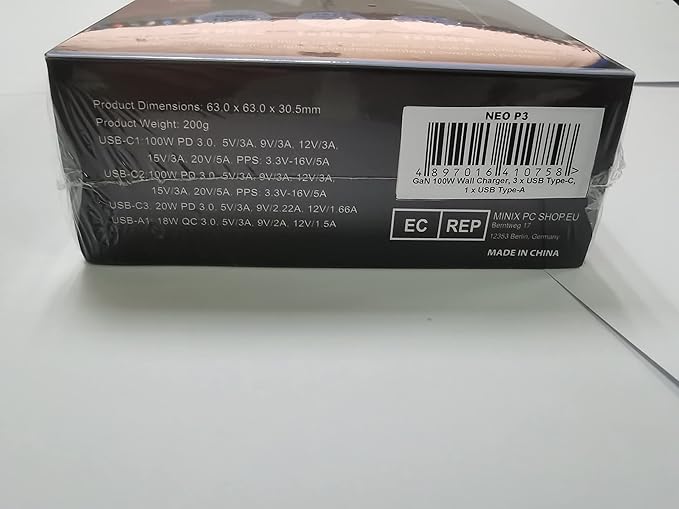 Product Dimensions: 63.0 x 63.0 x 30.5mm
Product Weight: 200g
USB-C1: 100W PD 3.0, 5V/3A, 9V/3A, 12V/3A,
15V/3A, 20V/5A, PPS: 3.3V-16V/5A
USB-C2: 100W PD 3.0, 5V/3A, 9V/3A, 12V/3A,
15V/3A, 20V/5A, PPS: 3.3V-16V/5A
USB-C3: 20W PD 3.0, 5V/3A, 9V/2.22A, 12V/1.66A
USB-A1: 18W QC 3.0, 5V/3A, 9V/2A, 12V/1.5A
NEO P3
4 897016 410758 >
GaN 100W Wall Charger, 3 x USB Type-C,
1 x USB Type-A
EC REP
MINIX PC SHOP.EU
Berntweg 17
12353 Berlin, Germany
MADE IN CHINA